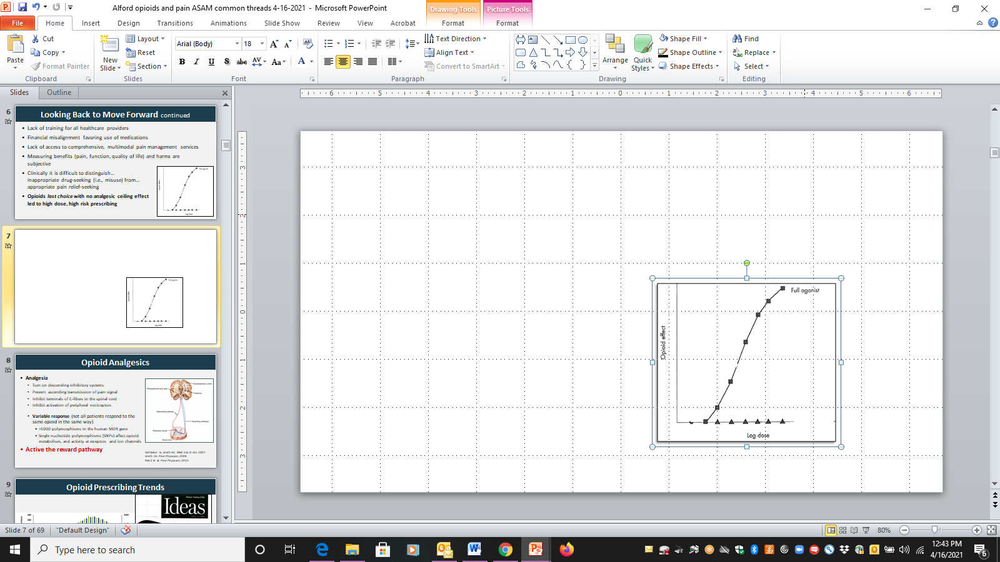 Alford opioids and pain ASAM common threads 4-16-2021 - Microsoft PowerPoint
Drawing Tools
Picture Tools
File
Home
Insert
Design
Transitions
Animations
Slide Show
Review
View
Acrobat
Format
Format
Paste
Cut
Copy
Format Painter
Clipboard
New Slide
Layout
Reset
Section
Slides
Arial (Body)
18
Font
Text Direction
Align Text
Convert to SmartArt
Paragraph
Arrange
Quick Styles
Shape Fill
Shape Outline
Shape Effects
Drawing
Find
Replace
Select
Editing
Slides
Outline
6
Looking Back to Move Forward continued
• Lack of training for all healthcare providers
• Financial misalignment favoring use of medications
• Lack of access to comprehensive, multimodal pain management services
• Measuring benefits (pain, function, quality of life) and harms are
subjective
• Clinically it is difficult to distinguish...
inappropriate drug-seeking (i.e., misuse) from...
appropriate pain relief-seeking
• Opioids last choice with no analgesic ceiling effect
led to high dose, high risk prescribing
7
8
Opioid Analgesics
• Analgesia
• Turn on descending inhibitory systems
• Prevent ascending transmission of pain signal
• Inhibit terminals of C-fibers in the spinal cord
• Inhibit activation of peripheral nociceptors
• Variable response (not all patients respond to the
same opioid in the same way)
• >1000 polymorphisms in the human MOR gene
• Single nucleotide polymorphisms (SNPs) affect opioid
metabolism, and activity at receptors and ion channels
• Active the reward pathway
9
Opioid Prescribing Trends
Ideas
6 5 4 3 2 1 0 1 2 3 4 5 6
3
2
1
0
1
2
3
Full agonist
Opioid effect
Log dose
Slide 7 of 69
"Default Design"
80%
Type here to search
12:43 PM
4/16/2021
6